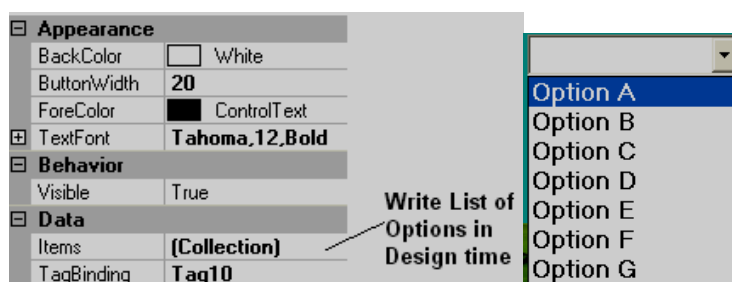 Appearance
BackColor White
ButtonWidth 20
ForeColor ControlText
TextFont Tahoma,12,Bold
Behavior
Visible True
Data
Items (Collection)
TagBinding Tag10
Write List of
Options in
Design time
Option A
Option B
Option C
Option D
Option E
Option F
Option G